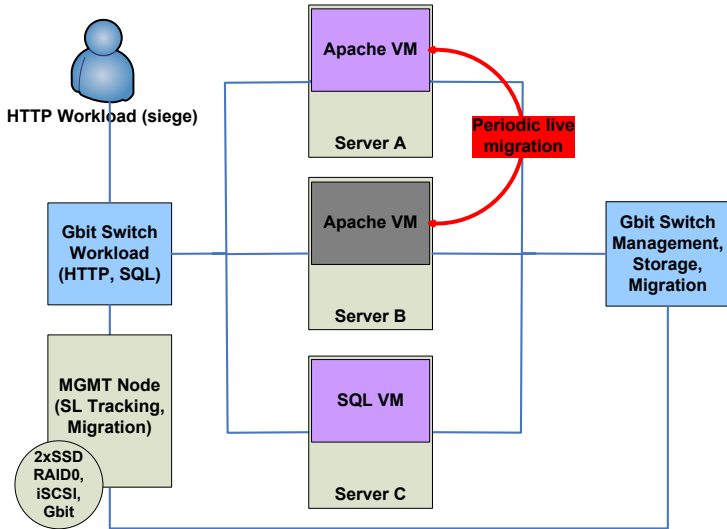 HTTP Workload (siege)
Apache VM
Server A
Periodic live
migration
Gbit Switch
Workload
(HTTP, SQL)
Apache VM
Server B
Gbit Switch
Management,
Storage,
Migration
MGMT Node
(SL Tracking,
Migration)
2xSSD
RAID0,
iSCSI,
Gbit
SQL VM
Server C